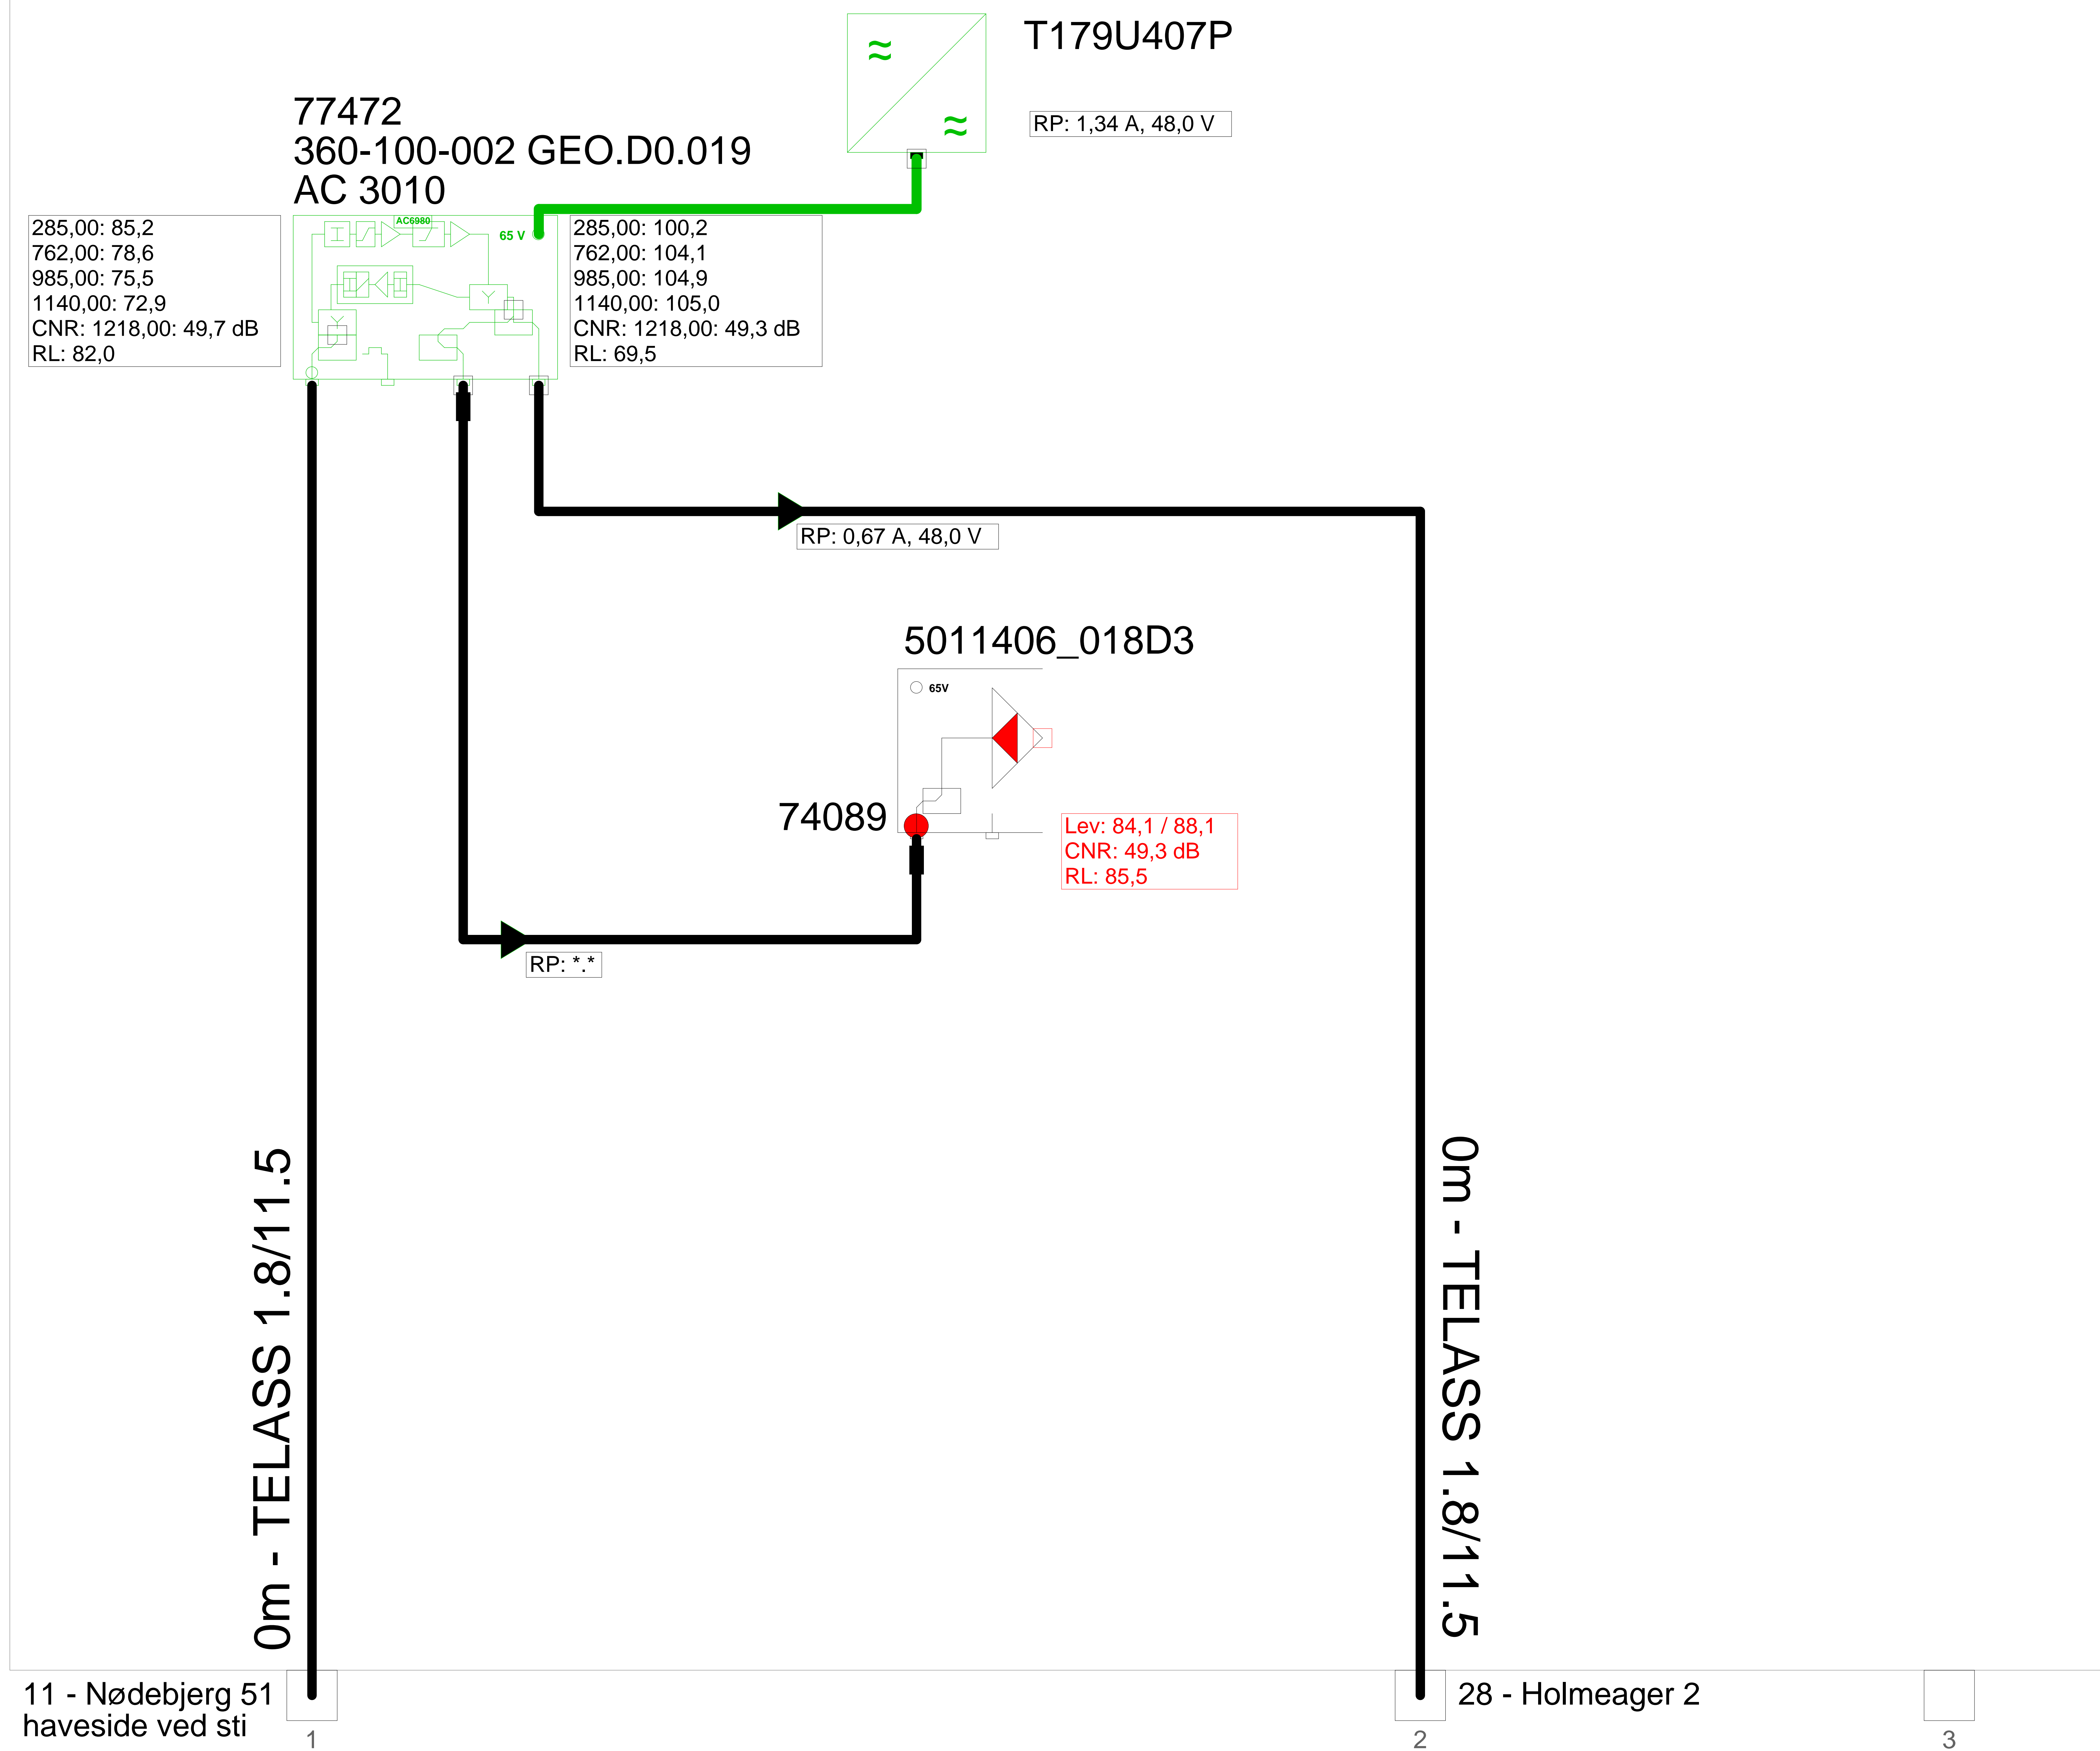 T179U407P
RP: 1,34 A, 48,0 V
77472
360-100-002 GEO.D0.019
AC 3010
285,00: 85,2
762,00: 78,6
985,00: 75,5
1140,00: 72,9
CNR: 1218,00: 49,7 dB
RL: 82,0
AC6980
65 V
285,00: 100,2
762,00: 104,1
985,00: 104,9
1140,00: 105,0
CNR: 1218,00: 49,3 dB
RL: 69,5
RP: 0,67 A, 48,0 V
5011406_018D3
65V
74089
Lev: 84,1 / 88,1
CNR: 49,3 dB
RL: 85,5
RP: *.*
0m - TELASS 1.8/11.5
0m - TELASS 1.8/11.5
11 - Nødebjerg 51
haveside ved sti
1
28 - Holmeager 2
2
3